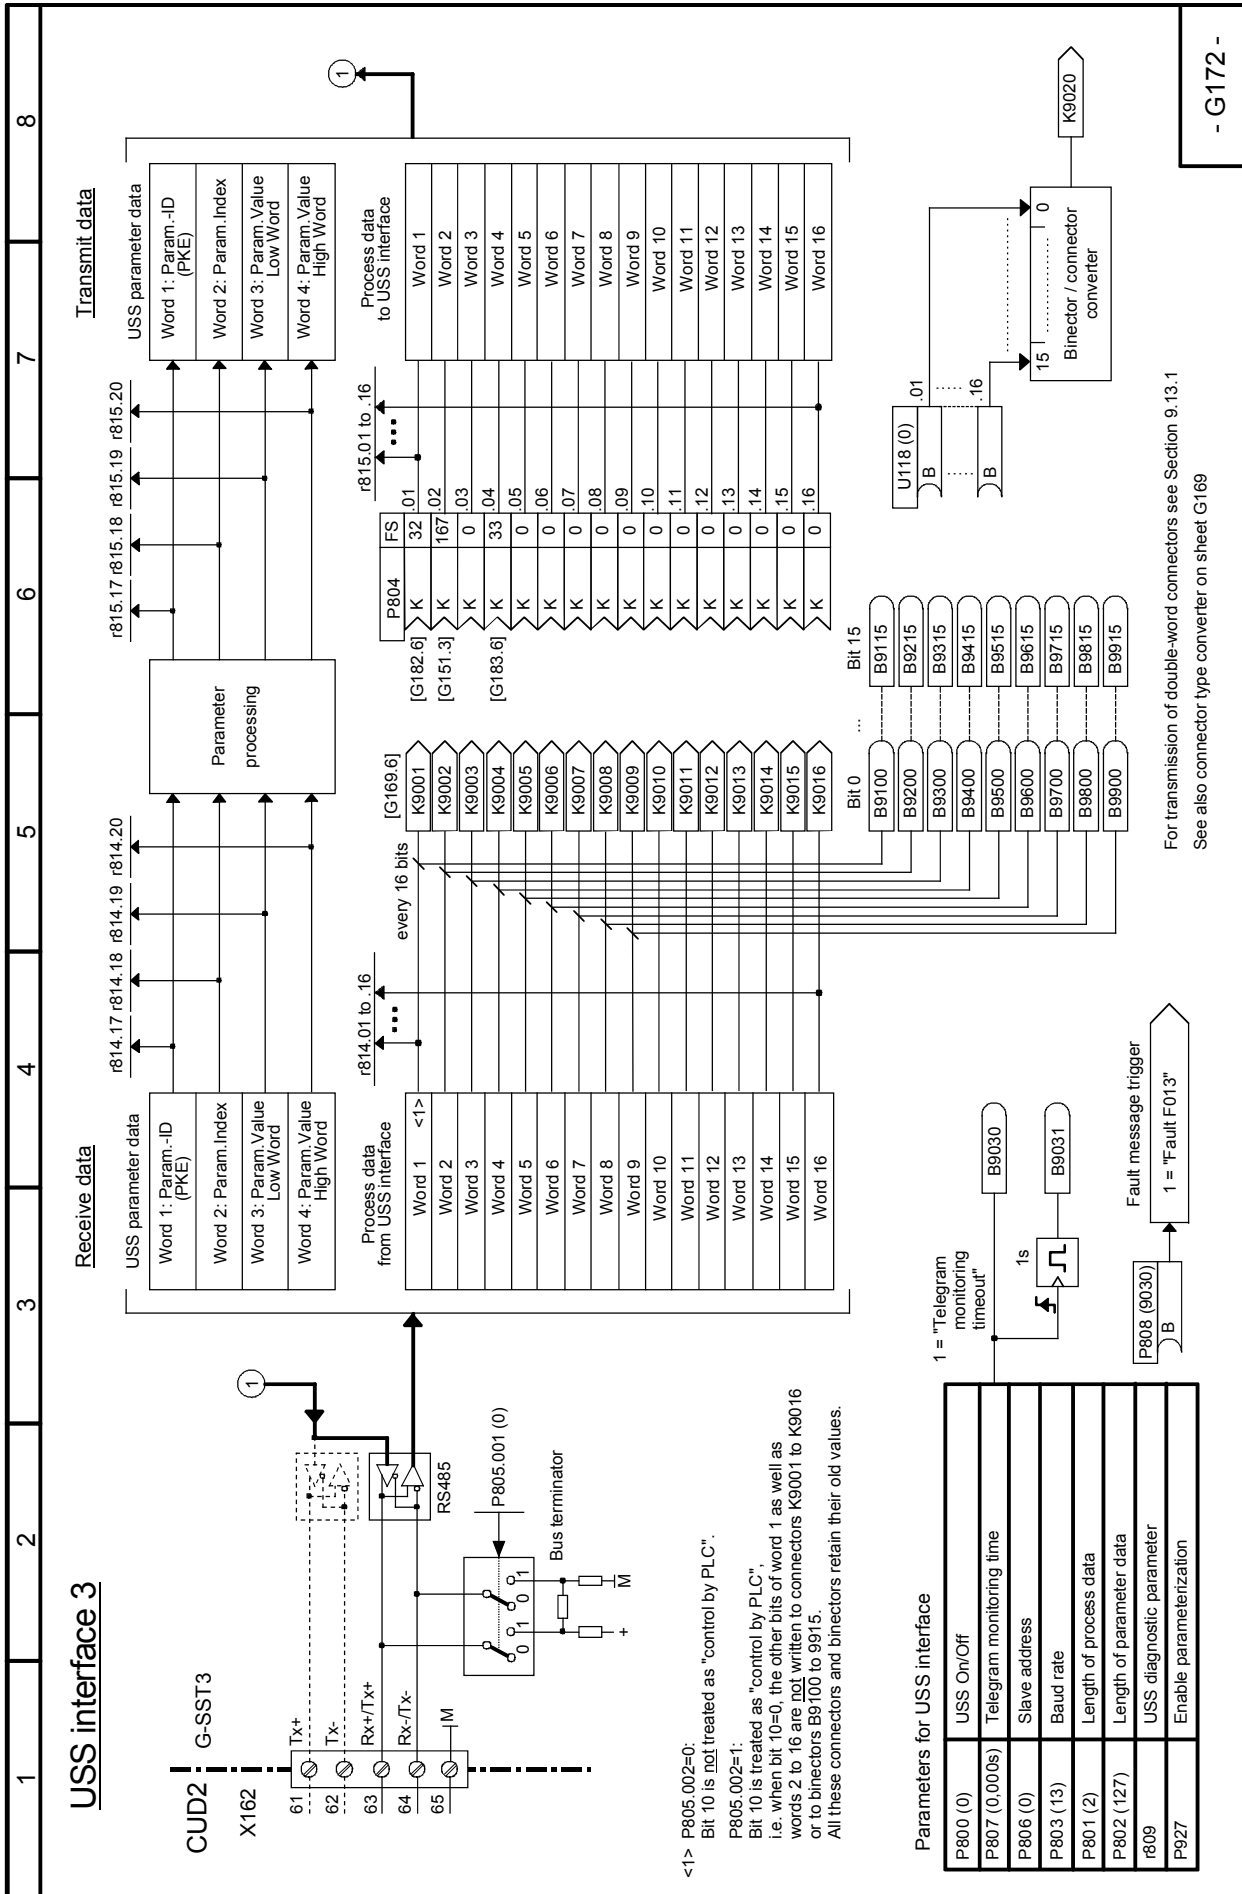 1 2 3 4 5 6 7 8
USS interface 3
CUD2 G-SST3
X162
61 Tx+
62 Tx-
63 Rx+/Tx+
64 Rx-/Tx-
65 M
1
RS485
P805.001 (0)
0 1 0 1
+ M
Bus terminator
<1> P805.002=0:
Bit 10 is not treated as "control by PLC".
P805.002=1:
Bit 10 is treated as "control by PLC",
i.e. when bit 10=0, the other bits of word 1 as well as
words 2 to 16 are not written to connectors K9001 to K9016
or to binectors B9100 to 9915.
All these connectors and binectors retain their old values.
Parameters for USS interface
P800 (0) USS On/Off
P807 (0,000s) Telegram monitoring time
P806 (0) Slave address
P803 (13) Baud rate
P801 (2) Length of process data
P802 (127) Length of parameter data
r809 USS diagnostic parameter
P927 Enable parameterization
1 = "Telegram
monitoring
timeout"
B9030
1s
B9031
P808 (9030)
B
Fault message trigger
1 = "Fault F013"
Receive data
USS parameter data
Word 1: Param.-ID
(PKE)
Word 2: Param.Index
Word 3: Param.Value
Low Word
Word 4: Param.Value
High Word
r814.17 r814.18 r814.19 r814.20
Process data
from USS interface
Word 1 <1>
Word 2
Word 3
Word 4
Word 5
Word 6
Word 7
Word 8
Word 9
Word 10
Word 11
Word 12
Word 13
Word 14
Word 15
Word 16
r814.01 to .16
every 16 bits
[G169.6]
K9001
K9002
K9003
K9004
K9005
K9006
K9007
K9008
K9009
K9010
K9011
K9012
K9013
K9014
K9015
K9016
Bit 0 ... Bit 15
B9100 B9115
B9200 B9215
B9300 B9315
B9400 B9415
B9500 B9515
B9600 B9615
B9700 B9715
B9800 B9815
B9900 B9915
Parameter
processing
Transmit data
r815.17 r815.18 r815.19 r815.20
USS parameter data
Word 1: Param.-ID
(PKE)
Word 2: Param.Index
Word 3: Param.Value
Low Word
Word 4: Param.Value
High Word
P804 FS
[G182.6] K 32 .01
[G151.3] K 167 .02
K 0 .03
[G183.6] K 33 .04
K 0 .05
K 0 .06
K 0 .07
K 0 .08
K 0 .09
K 0 .10
K 0 .11
K 0 .12
K 0 .13
K 0 .14
K 0 .15
K 0 .16
r815.01 to .16
Process data
to USS interface
Word 1
Word 2
Word 3
Word 4
Word 5
Word 6
Word 7
Word 8
Word 9
Word 10
Word 11
Word 12
Word 13
Word 14
Word 15
Word 16
1
U118 (0)
B .01
B .16
15 0
Binector / connector
converter
K9020
For transmission of double-word connectors see Section 9.13.1
See also connector type converter on sheet G169
- G172 -